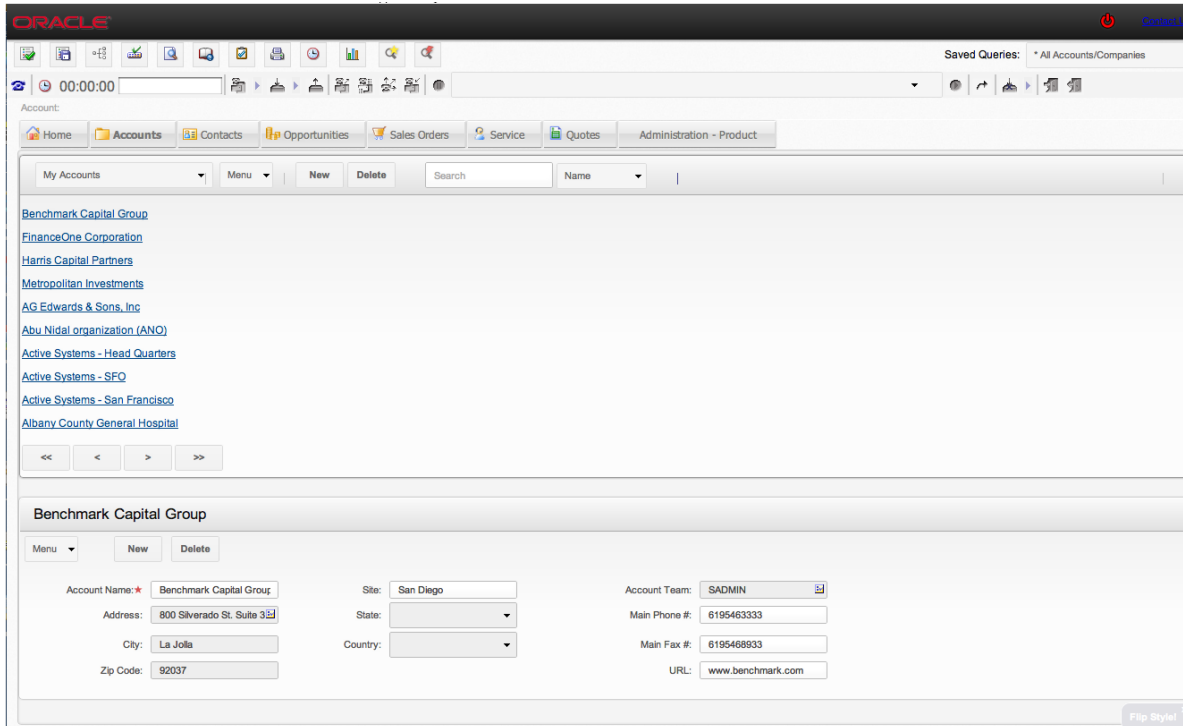 ORACLE
Contact U
Saved Queries: * All Accounts/Companies
00:00:00
Account:
Home Accounts Contacts Opportunities Sales Orders Service Quotes Administration - Product
My Accounts Menu New Delete Search Name
Benchmark Capital Group
FinanceOne Corporation
Harris Capital Partners
Metropolitan Investments
AG Edwards & Sons, Inc
Abu Nidal organization (ANO)
Active Systems - Head Quarters
Active Systems - SFO
Active Systems - San Francisco
Albany County General Hospital
<< < > >>
Benchmark Capital Group
Menu New Delete
Account Name:★ Benchmark Capital Group Site: San Diego Account Team: SADMIN
Address: 800 Silverado St. Suite 3 State: Main Phone #: 6195463333
City: La Jolla Country: Main Fax #: 6195468933
Zip Code: 92037 URL: www.benchmark.com
Flip Style!